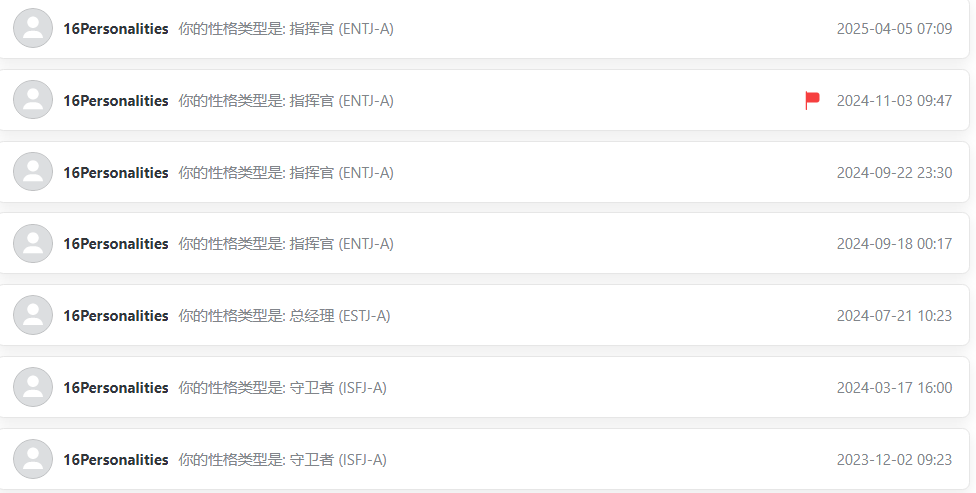 16Personalities 你的性格类型是: 指挥官 (ENTJ-A) 2025-04-05 07:09
16Personalities 你的性格类型是: 指挥官 (ENTJ-A) 2024-11-03 09:47
16Personalities 你的性格类型是: 指挥官 (ENTJ-A) 2024-09-22 23:30
16Personalities 你的性格类型是: 指挥官 (ENTJ-A) 2024-09-18 00:17
16Personalities 你的性格类型是: 总经理 (ESTJ-A) 2024-07-21 10:23
16Personalities 你的性格类型是: 守卫者 (ISFJ-A) 2024-03-17 16:00
16Personalities 你的性格类型是: 守卫者 (ISFJ-A) 2023-12-02 09:23